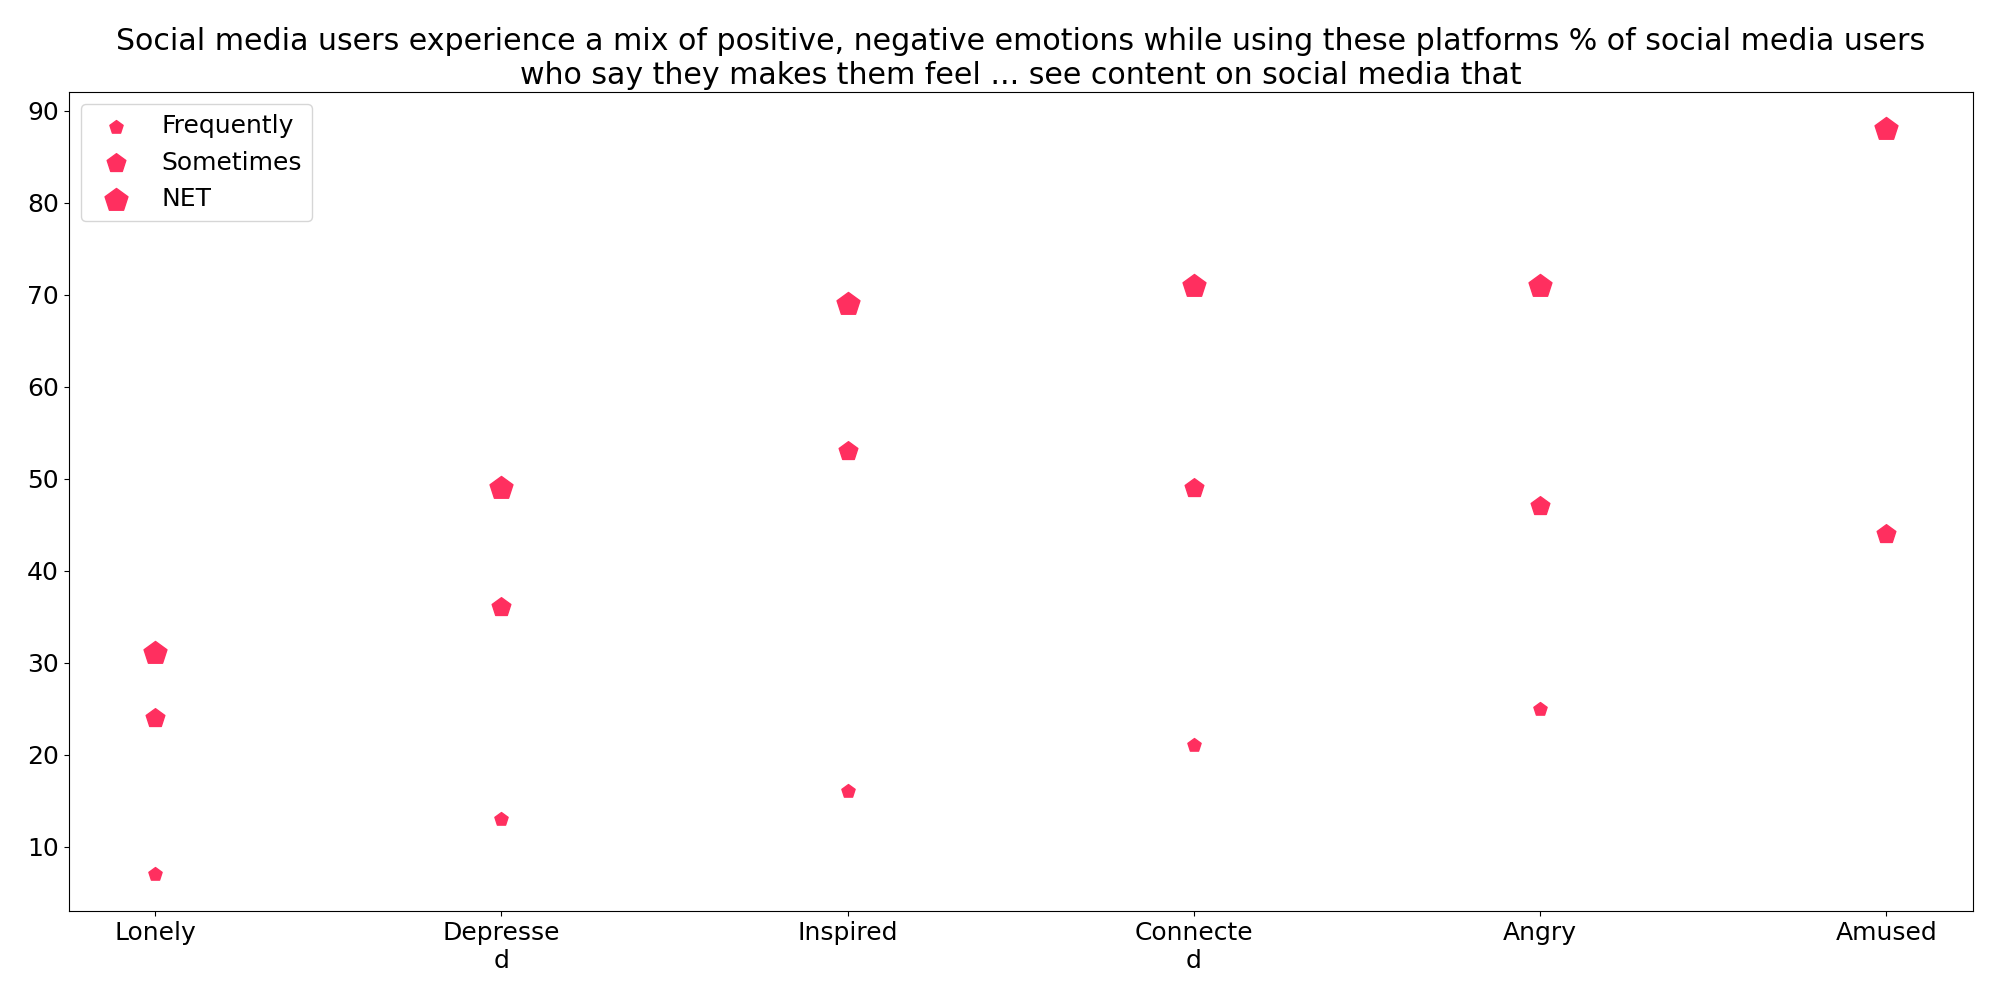 Social media users experience a mix of positive, negative emotions while using these platforms % of social media users
who say they makes them feel ... see content on social media that
90
80
70
60
50
40
30
20
10
Frequently
Sometimes
NET
Lonely
Depresse
d
Inspired
Connecte
d
Angry
Amused